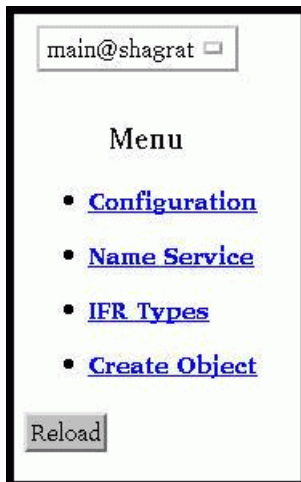 main@shagrat
Menu
Configuration
Name Service
IFR Types
Create Object
Reload